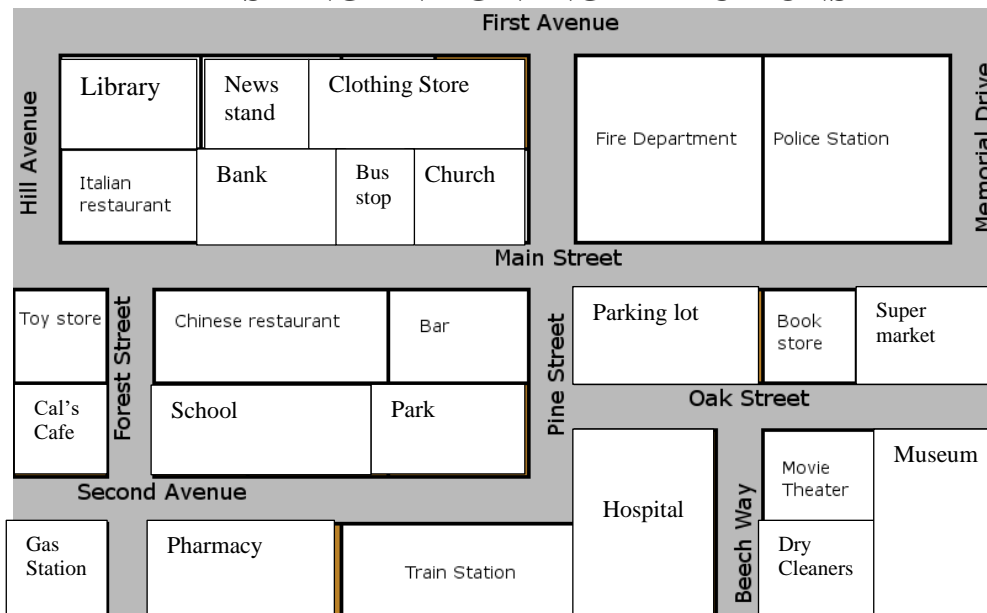 First Avenue
Hill Avenue
Library
News
stand
Clothing Store
Fire Department
Police Station
Memorial Drive
Italian
restaurant
Bank
Bus
stop
Church
Main Street
Toy store
Forest Street
Chinese restaurant
Bar
Pine Street
Parking lot
Book
store
Super
market
Cal's
Cafe
School
Park
Oak Street
Second Avenue
Hospital
Beech Way
Movie
Theater
Museum
Gas
Station
Pharmacy
Train Station
Dry
Cleaners